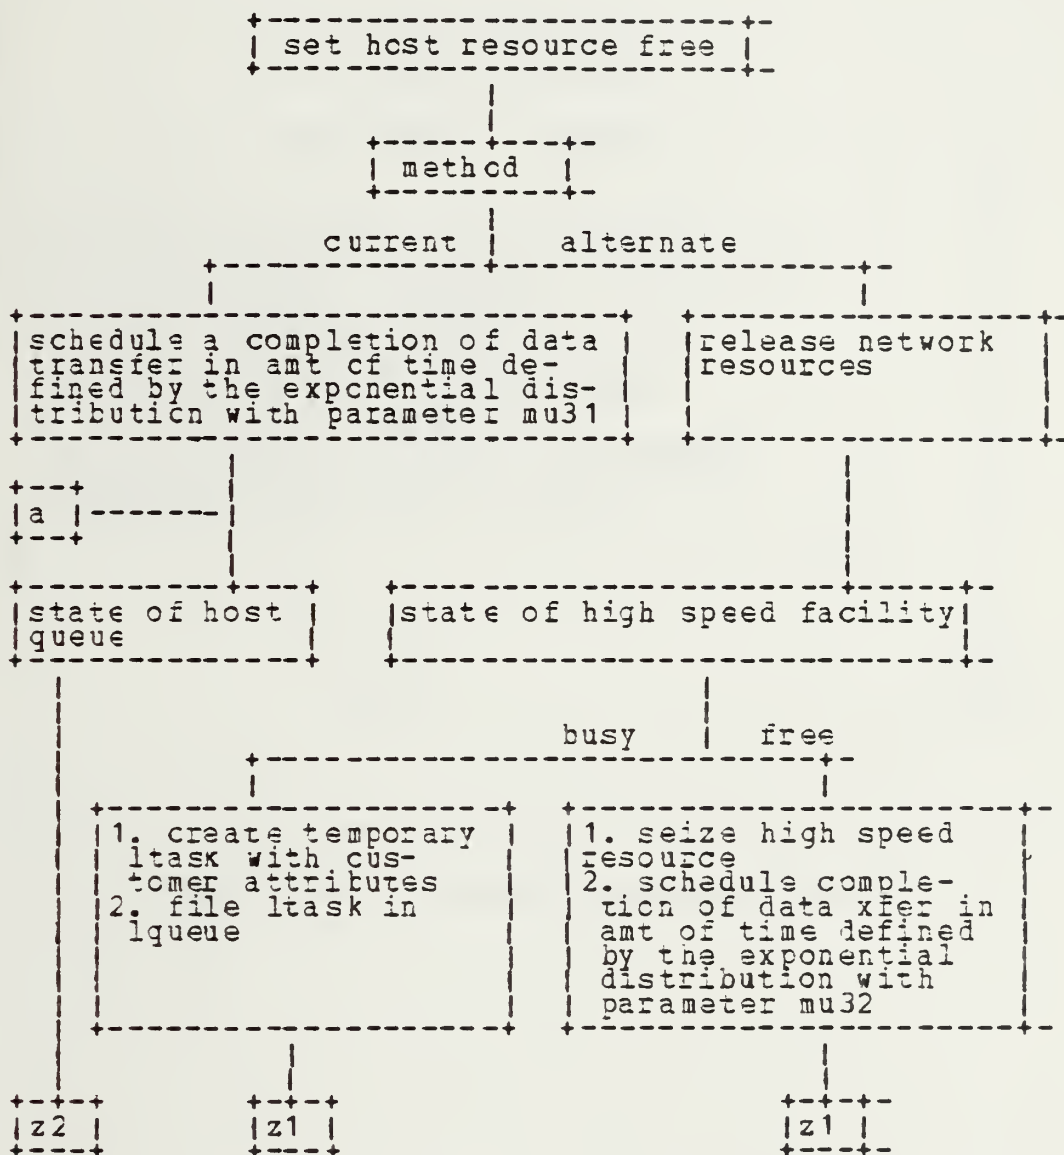 set host resource free
method
current alternate
schedule a completion of data
transfer in amt of time de-
fined by the exponential dis-
tribution with parameter mu31
release network
resources
a
state of host
queue
state of high speed facility
busy free
1. create temporary
ltask with cus-
tomer attributes
2. file ltask in
lqueue
1. seize high speed
resource
2. schedule comple-
tion of data xfer in
amt of time defined
by the exponential
distribution with
parameter mu32
z2 z1 z1